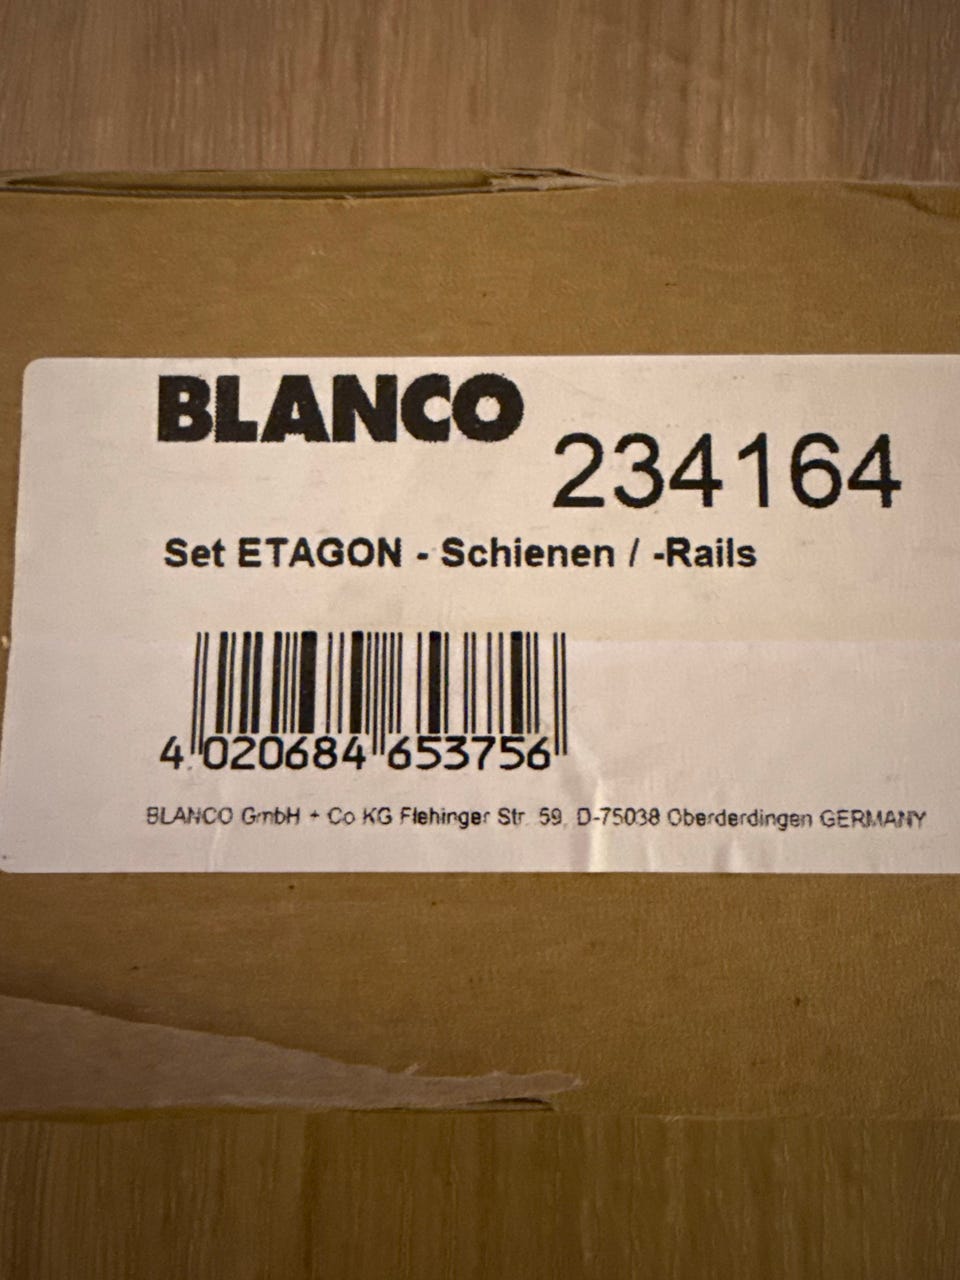 BLANCO
234164
Set ETAGON - Schienen / -Rails
4 020684 653756
BLANCO GmbH + Co KG Flehinger Str. 59, D-75038 Oberderdingen GERMANY